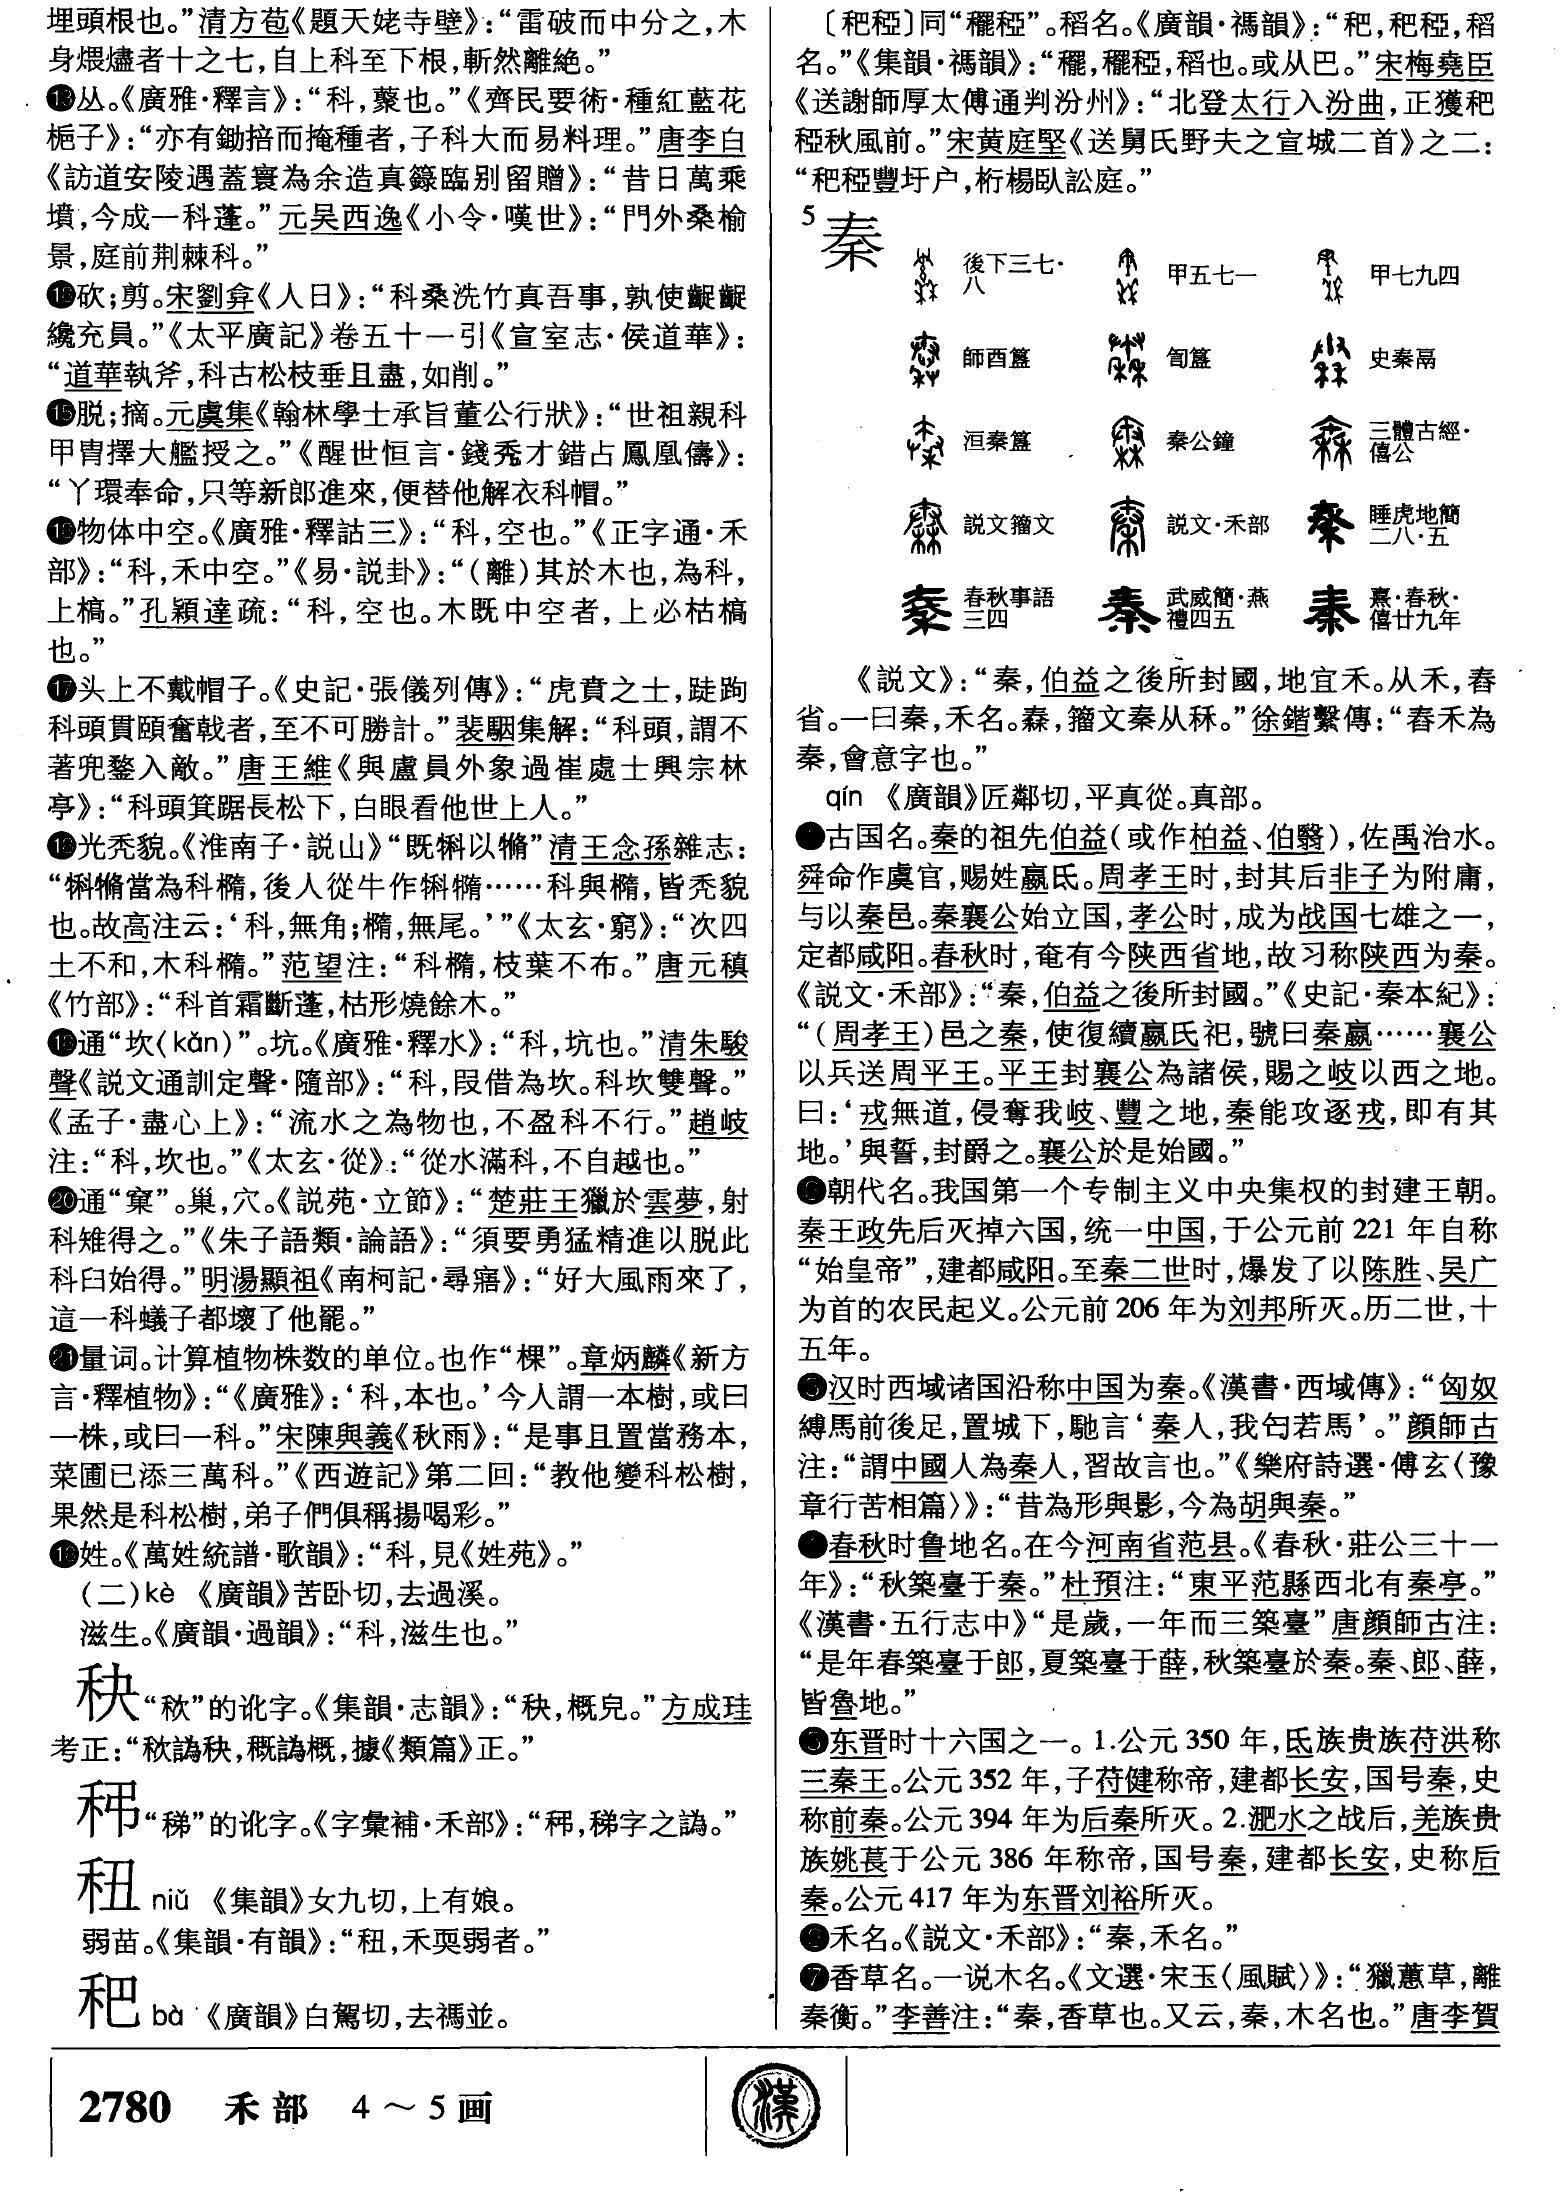 埋頭根也。”清方苞《題天姥寺壁》：“雷破而中分之，木
身煨燼者十之七，自上科至下根，斬然離絶。”
⓭丛。《廣雅·釋言》：“科，藂也。”《齊民要術·種紅藍花
梔子》：“亦有鋤掊而掩種者，子科大而易料理。”唐李白
《訪道安陵遇蓋寰為余造真籙臨别留贈》：“昔日萬乘
墳，今成一科蓬。”元吴西逸《小令·嘆世》：“門外桑榆
景，庭前荆棘科。”
⓮砍；剪。宋劉弇《人日》：“科桑洗竹真吾事，孰使齪齪
纔充員。”《太平廣記》卷五十一引《宣室志·侯道華》：
“道華執斧，科古松枝垂且盡，如削。”
⓯脱；摘。元虞集《翰林學士承旨董公行狀》：“世祖親科
甲冑擇大艦授之。”《醒世恒言·錢秀才錯占鳳凰儔》：
“丫環奉命，只等新郎進來，便替他解衣科帽。”
⓰物体中空。《廣雅·釋詁三》：“科，空也。”《正字通·禾
部》：“科，禾中空。”《易·説卦》：“(離)其於木也，為科，
上槁。”孔穎達疏：“科，空也。木既中空者，上必枯槁
也。”
⓱头上不戴帽子。《史記·張儀列傳》：“虎賁之士，跿跔
科頭貫頤奮戟者，至不可勝計。”裴駰集解：“科頭，謂不
著兜鍪入敵。”唐王維《與盧員外象過崔處士興宗林
亭》：“科頭箕踞長松下，白眼看他世上人。”
⓲光秃貌。《淮南子·説山》“既㸯以㹋”清王念孫雜志：
“㸯㹋當為科橢，後人從牛作㸯㹋……科與橢，皆秃貌
也。故高注云：‘科，無角；橢，無尾。’”《太玄·窮》：“次四
土不和，木科橢。”范望注：“科橢，枝葉不布。”唐元稹
《竹部》：“科首霜斷蓬，枯形燒餘木。”
⓳通“坎(kǎn)”。坑。《廣雅·釋水》：“科，坑也。”清朱駿
聲《説文通訓定聲·隨部》：“科，叚借為坎。科坎雙聲。”
《孟子·盡心上》：“流水之為物也，不盈科不行。”趙岐
注：“科，坎也。”《太玄·從》：“從水滿科，不自越也。”
⓴通“窠”。巢，穴。《説苑·立節》：“楚莊王獵於雲夢，射
科雉得之。”《朱子語類·論語》：“須要勇猛精進以脱此
科臼始得。”明湯顯祖《南柯記·尋寤》：“好大風雨來了，
這一科蟻子都壞了他罷。”
㉑量词。计算植物株数的单位。也作“棵”。章炳麟《新方
言·釋植物》：“《廣雅》：‘科，本也。’今人謂一本樹，或曰
一株，或曰一科。”宋陳與義《秋雨》：“是事且置當務本，
菜圃已添三萬科。”《西遊記》第二回：“教他變科松樹，
果然是科松樹，弟子們俱稱揚喝彩。”
姓。《萬姓統譜·歌韻》：“科，見《姓苑》。”
(二)kè 《廣韻》苦卧切，去過溪。
滋生。《廣韻·過韻》：“科，滋生也。”
䄃“䄃”的讹字。《集韻·志韻》：“䄃，概皃。”方成珪
考正：“䄃譌䄃，穊譌概，據《類篇》正。”
“稊”的讹字。《字彙補·禾部》：“稊字之譌。”
䄭 niǔ 《集韻》女九切，上有娘。
弱苗。《集韻·有韻》：“䄭，禾耎弱者。”
䆉 bà 《廣韻》白駕切，去禡並。
〔䆉稏〕同“䆉稏”。稻名。《廣韻·禡韻》：“䆉，䆉稏，稻
名。”《集韻·禡韻》：“䆉，䆉稏，稻也。或从巴。”宋梅堯臣
《送謝師厚太傅通判汾州》：“北登太行入汾曲，正獲䆉
稏秋風前。”宋黄庭堅《送舅氏野夫之宣城二首》之二：
“䆉稏豐圩户，桁楊臥訟庭。”
5
秦
後下三七·八 甲五七一 甲七九四
師酉簋 訇簋 史秦鬲
洹秦簋 秦公鐘 三體古經·僖公
説文籀文 説文·禾部 睡虎地簡二八·五
春秋事語三四 武威簡·燕禮四五 熹·春秋·僖廿九年
《説文》：“秦，伯益之後所封國，地宜禾。从禾，舂
省。一曰秦，禾名。𥠼，籀文秦从秝。”徐鍇繫傳：“舂禾為
秦，會意字也。”
qín 《廣韻》匠鄰切，平真從。真部。
❶古国名。秦的祖先伯益(或作柏益、伯翳)，佐禹治水。
舜命作虞官，赐姓嬴氏。周孝王时，封其后非子为附庸，
与以秦邑。秦襄公始立国，孝公时，成为战国七雄之一，
定都咸阳。春秋时，奄有今陕西省地，故习称陕西为秦。
《説文·禾部》：“秦，伯益之後所封國。”《史記·秦本紀》：
“(周孝王)邑之秦，使復續嬴氏祀，號曰秦嬴……襄公
以兵送周平王。平王封襄公為諸侯，賜之岐以西之地。
曰：‘戎無道，侵奪我岐、豐之地，秦能攻逐戎，即有其
地。’與誓，封爵之。襄公於是始國。”
❷朝代名。我国第一个专制主义中央集权的封建王朝。
秦王政先后灭掉六国，统一中国，于公元前 221 年自称
“始皇帝”，建都咸阳。至秦二世时，爆发了以陈胜、吴广
为首的农民起义。公元前 206 年为刘邦所灭。历二世，十
五年。
❸汉时西域诸国沿称中国为秦。《漢書·西域傳》：“匈奴
縛馬前後足，置城下，馳言‘秦人，我匄若馬’。”顔師古
注：“謂中國人為秦人，習故言也。”《樂府詩選·傅玄〈豫
章行苦相篇〉》：“昔為形與影，今為胡與秦。”
❹春秋时鲁地名。在今河南省范县。《春秋·莊公三十一
年》：“秋築臺于秦。”杜預注：“東平范縣西北有秦亭。”
《漢書·五行志中》“是歲，一年而三築臺”唐顔師古注：
“是年春築臺于郎，夏築臺于薛，秋築臺於秦。秦、郎、薛，
皆魯地。”
❺东晋时十六国之一。1.公元 350 年，氐族贵族苻洪称
三秦王。公元 352 年，子苻健称帝，建都长安，国号秦，史
称前秦。公元 394 年为后秦所灭。2.淝水之战后，羌族贵
族姚苌于公元 386 年称帝，国号秦，建都长安，史称后
秦。公元 417 年为东晋刘裕所灭。
❻禾名。《説文·禾部》：“秦，禾名。”
❼香草名。一说木名。《文選·宋玉〈風賦〉》：“獵蕙草，離
秦衡。”李善注：“秦，香草也。又云，秦，木名也。”唐李賀
2780 禾部 4～5画 漢